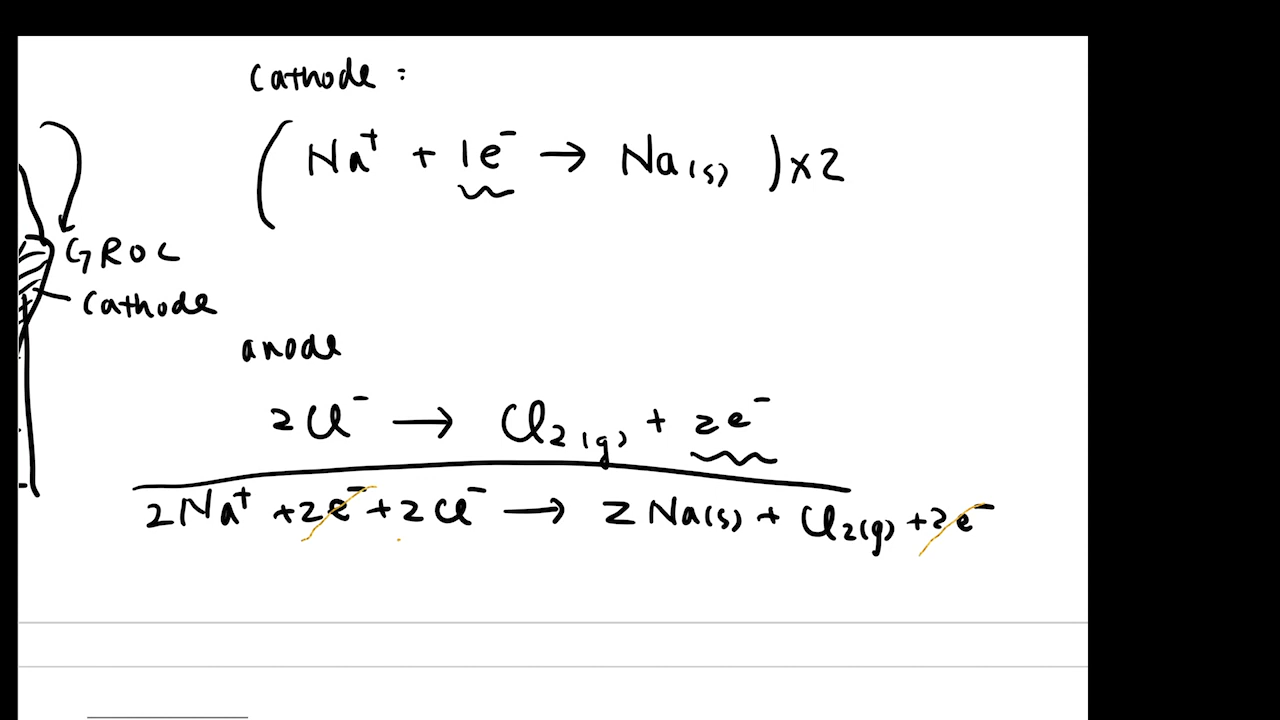 Cathode :
( Na⁺ + 1e⁻ → Na(s) ) x2
GROC
Cathode
anode
2Cl⁻ → Cl₂(g) + 2e⁻
2Na⁺ +2e⁻ +2Cl⁻ → 2Na(s) + Cl₂(g) +2e⁻